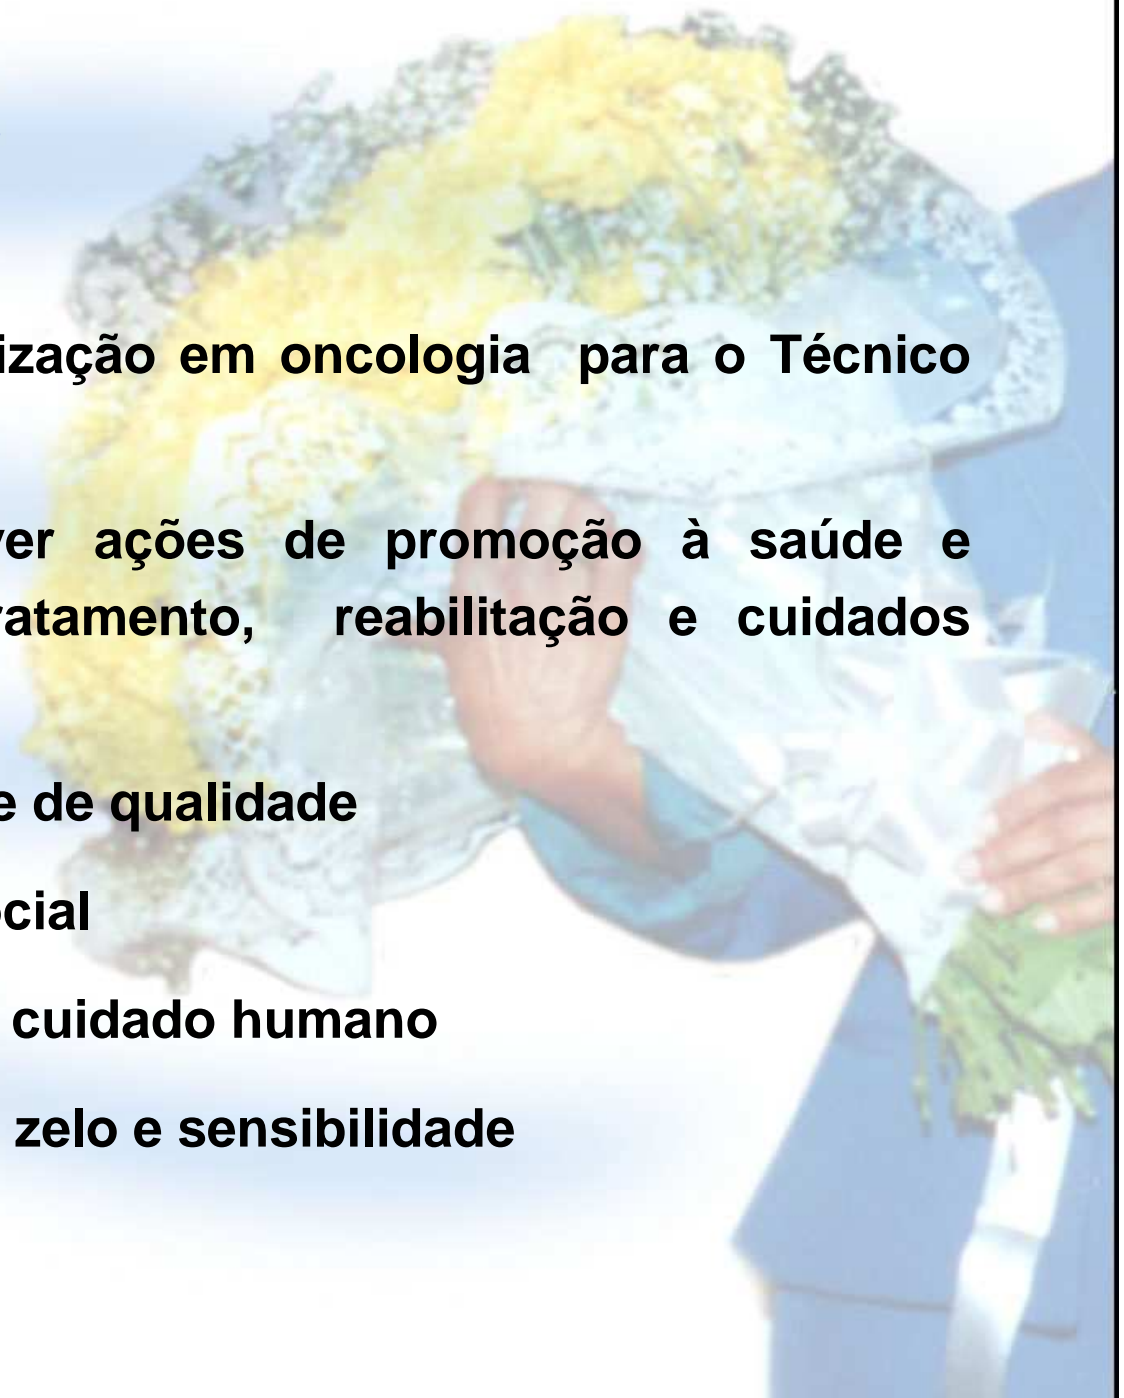 ização em oncologia para o Técnico
ver ações de promoção à saúde e
ratamento, reabilitação e cuidados
e de qualidade
ocial
cuidado humano
zelo e sensibilidade